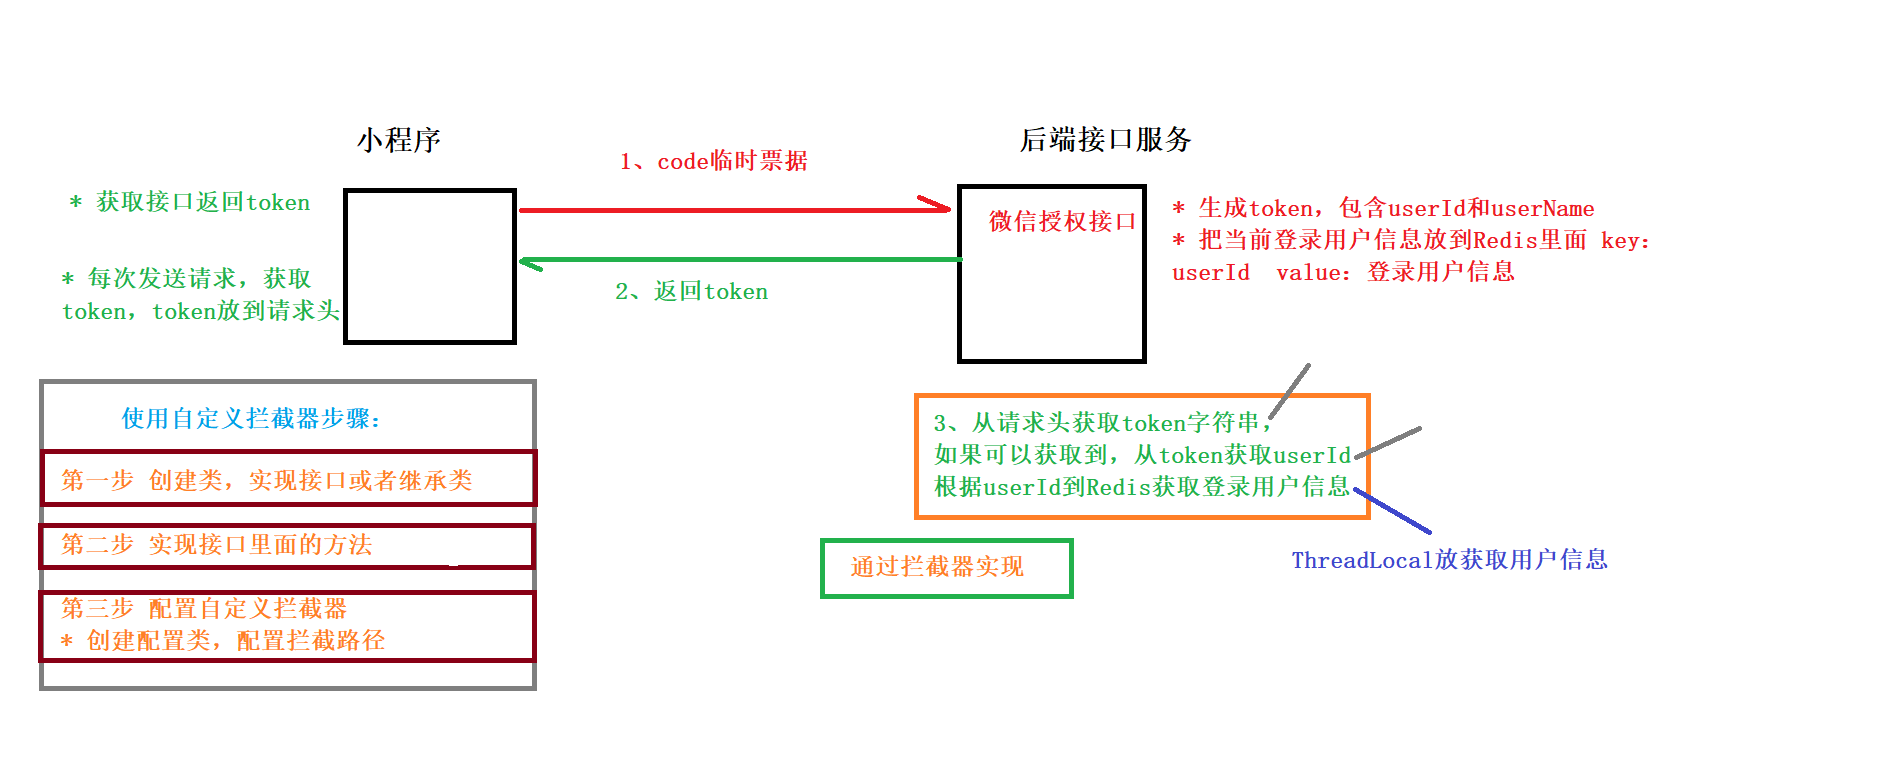 小程序
后端接口服务
1、code临时票据
* 获取接口返回token
* 每次发送请求，获取
token，token放到请求头
微信授权接口
* 生成token，包含userId和userName
* 把当前登录用户信息放到Redis里面 key：
userId  value：登录用户信息
2、返回token
使用自定义拦截器步骤：
第一步 创建类，实现接口或者继承类
第二步 实现接口里面的方法
第三步 配置自定义拦截器
* 创建配置类，配置拦截路径
3、从请求头获取token字符串，
如果可以获取到，从token获取userId
根据userId到Redis获取登录用户信息
通过拦截器实现
ThreadLocal放获取用户信息